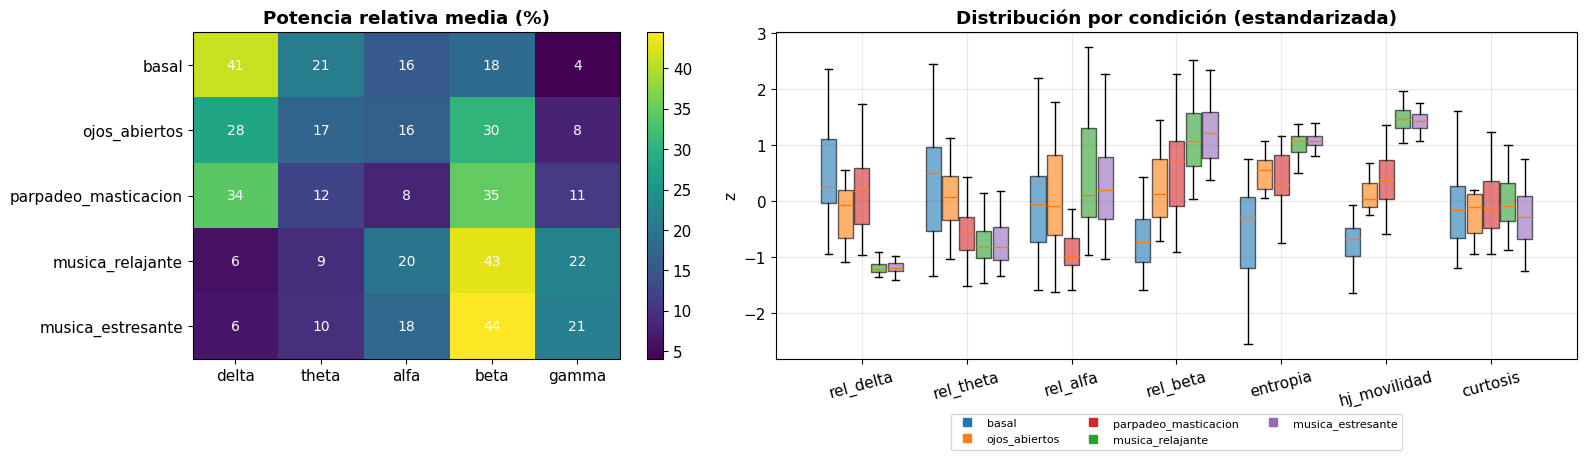 Potencia relativa media (%)
basal 41 21 16 18 4
ojos_abiertos 28 17 16 30 8
parpadeo_masticacion 34 12 8 35 11
musica_relajante 6 9 20 43 22
musica_estresante 6 10 18 44 21
delta theta alfa beta gamma
40
35
30
25
20
15
10
5
Distribución por condición (estandarizada)
z
3
2
1
0
−1
−2
rel_delta rel_theta rel_alfa rel_beta entropia hj_movilidad curtosis
basal parpadeo_masticacion musica_estresante
ojos_abiertos musica_relajante